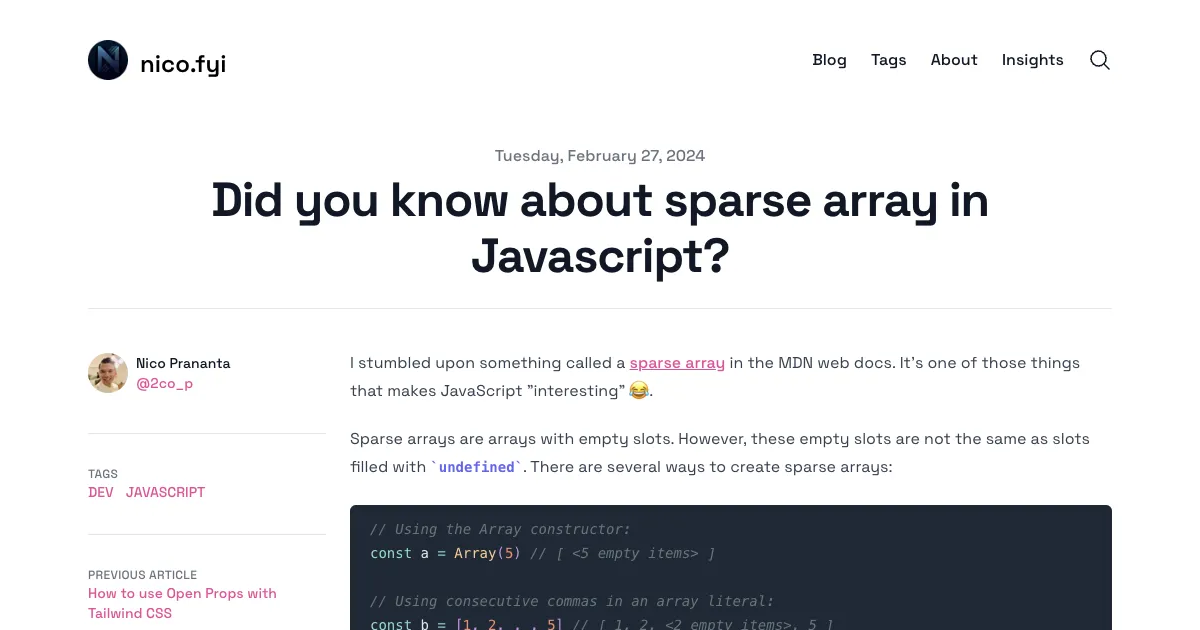 nico.fyi
Blog Tags About Insights
Tuesday, February 27, 2024
Did you know about sparse array in
Javascript?
Nico Prananta
@2co_p
TAGS
DEV JAVASCRIPT
PREVIOUS ARTICLE
How to use Open Props with
Tailwind CSS
I stumbled upon something called a sparse array in the MDN web docs. It's one of those things
that makes JavaScript "interesting" 😂.
Sparse arrays are arrays with empty slots. However, these empty slots are not the same as slots
filled with `undefined`. There are several ways to create sparse arrays:
// Using the Array constructor:
const a = Array(5) // [ <5 empty items> ]
// Using consecutive commas in an array literal:
const b = [1, 2, , , 5] // [ 1, 2, <2 empty items>, 5 ]